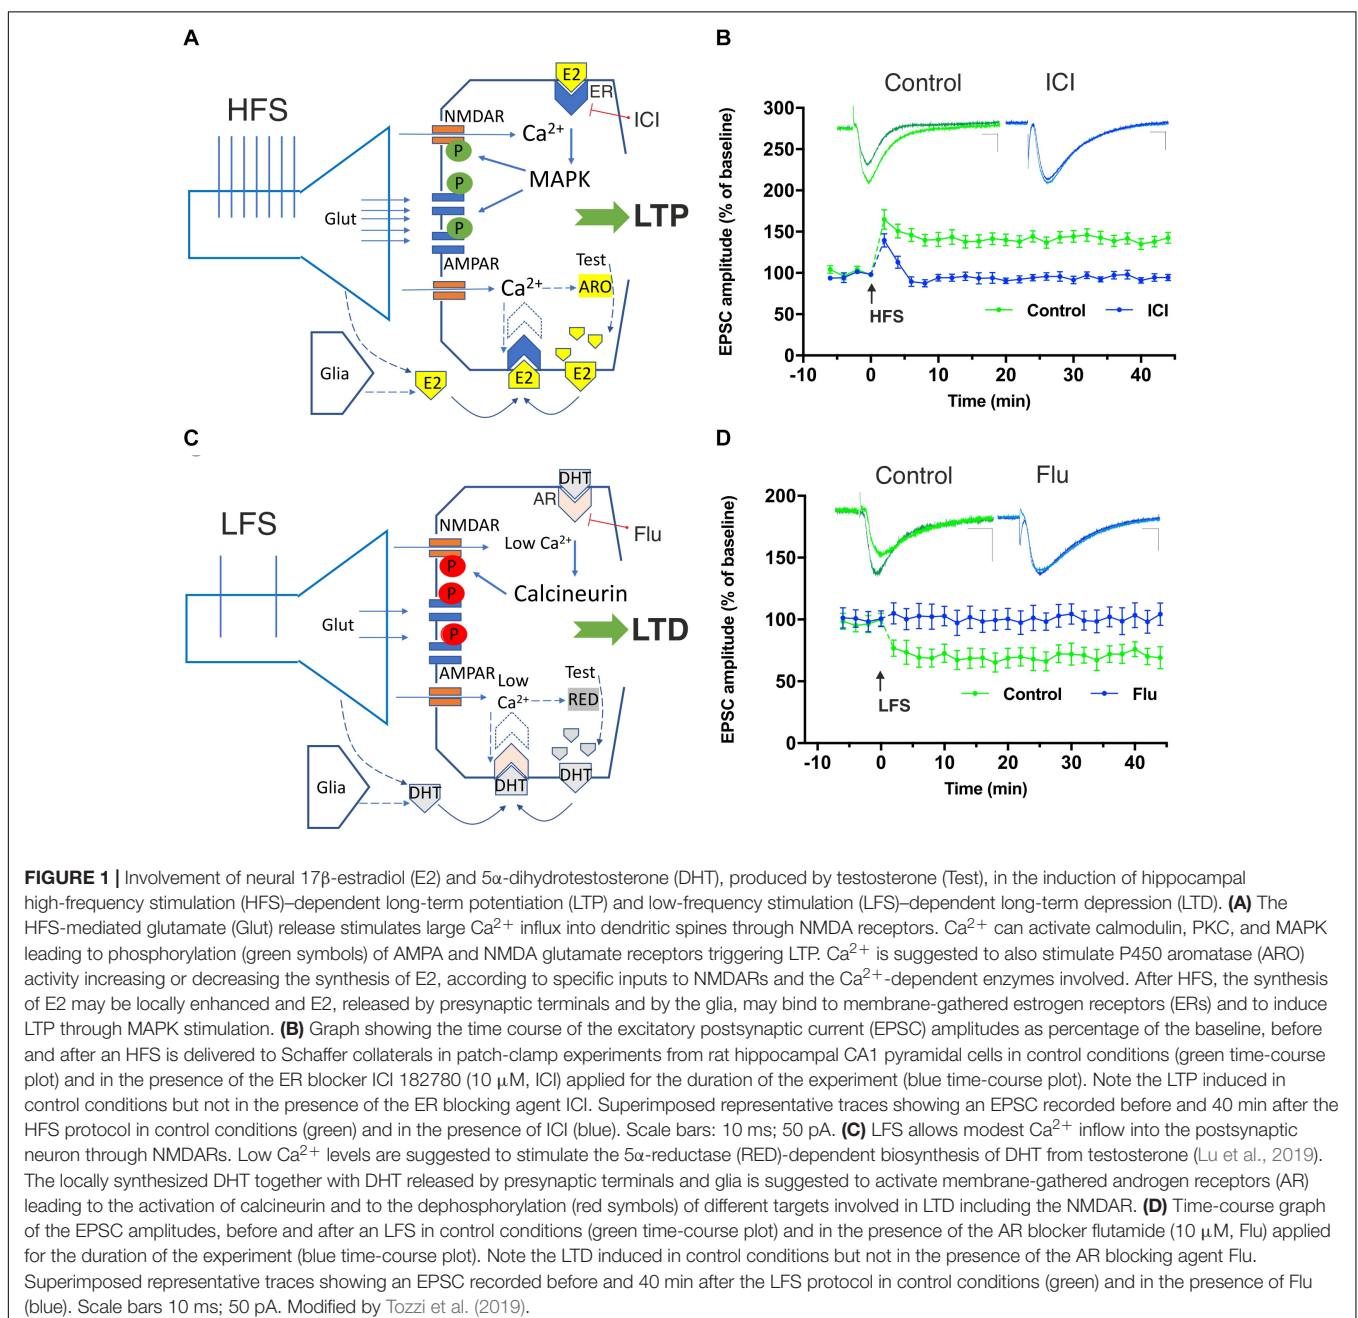 A
HFS
Glut
NMDAR
P
P
P
AMPAR
Ca2+
MAPK
E2
ER
ICI
LTP
Test
ARO
Ca2+
Glia
E2
E2
E2
B
Control ICI
EPSC amplitude (% of baseline)
300
250
200
150
100
50
0
HFS
Control ICI
-10 0 10 20 30 40
Time (min)
C
LFS
Glut
NMDAR
P
P
P
AMPAR
DHT
AR
Flu
Low Ca2+
Calcineurin
LTD
Low
Ca2+
Test
RED
Glia
DHT
DHT
DHT
D
Control Flu
EPSC amplitude (% of baseline)
200
150
100
50
0
LFS
Control Flu
-10 0 10 20 30 40
Time (min)
FIGURE 1 | Involvement of neural 17β-estradiol (E2) and 5α-dihydrotestosterone (DHT), produced by testosterone (Test), in the induction of hippocampal
high-frequency stimulation (HFS)–dependent long-term potentiation (LTP) and low-frequency stimulation (LFS)–dependent long-term depression (LTD). (A) The
HFS-mediated glutamate (Glut) release stimulates large Ca2+ influx into dendritic spines through NMDA receptors. Ca2+ can activate calmodulin, PKC, and MAPK
leading to phosphorylation (green symbols) of AMPA and NMDA glutamate receptors triggering LTP. Ca2+ is suggested to also stimulate P450 aromatase (ARO)
activity increasing or decreasing the synthesis of E2, according to specific inputs to NMDARs and the Ca2+-dependent enzymes involved. After HFS, the synthesis
of E2 may be locally enhanced and E2, released by presynaptic terminals and by the glia, may bind to membrane-gathered estrogen receptors (ERs) and to induce
LTP through MAPK stimulation. (B) Graph showing the time course of the excitatory postsynaptic current (EPSC) amplitudes as percentage of the baseline, before
and after an HFS is delivered to Schaffer collaterals in patch-clamp experiments from rat hippocampal CA1 pyramidal cells in control conditions (green time-course
plot) and in the presence of the ER blocker ICI 182780 (10 μM, ICI) applied for the duration of the experiment (blue time-course plot). Note the LTP induced in
control conditions but not in the presence of the ER blocking agent ICI. Superimposed representative traces showing an EPSC recorded before and 40 min after the
HFS protocol in control conditions (green) and in the presence of ICI (blue). Scale bars: 10 ms; 50 pA. (C) LFS allows modest Ca2+ inflow into the postsynaptic
neuron through NMDARs. Low Ca2+ levels are suggested to stimulate the 5α-reductase (RED)-dependent biosynthesis of DHT from testosterone (Lu et al., 2019).
The locally synthesized DHT together with DHT released by presynaptic terminals and glia is suggested to activate membrane-gathered androgen receptors (AR)
leading to the activation of calcineurin and to the dephosphorylation (red symbols) of different targets involved in LTD including the NMDAR. (D) Time-course graph
of the EPSC amplitudes, before and after an LFS in control conditions (green time-course plot) and in the presence of the AR blocker flutamide (10 μM, Flu) applied
for the duration of the experiment (blue time-course plot). Note the LTD induced in control conditions but not in the presence of the AR blocking agent Flu.
Superimposed representative traces showing an EPSC recorded before and 40 min after the LFS protocol in control conditions (green) and in the presence of Flu
(blue). Scale bars 10 ms; 50 pA. Modified by Tozzi et al. (2019).